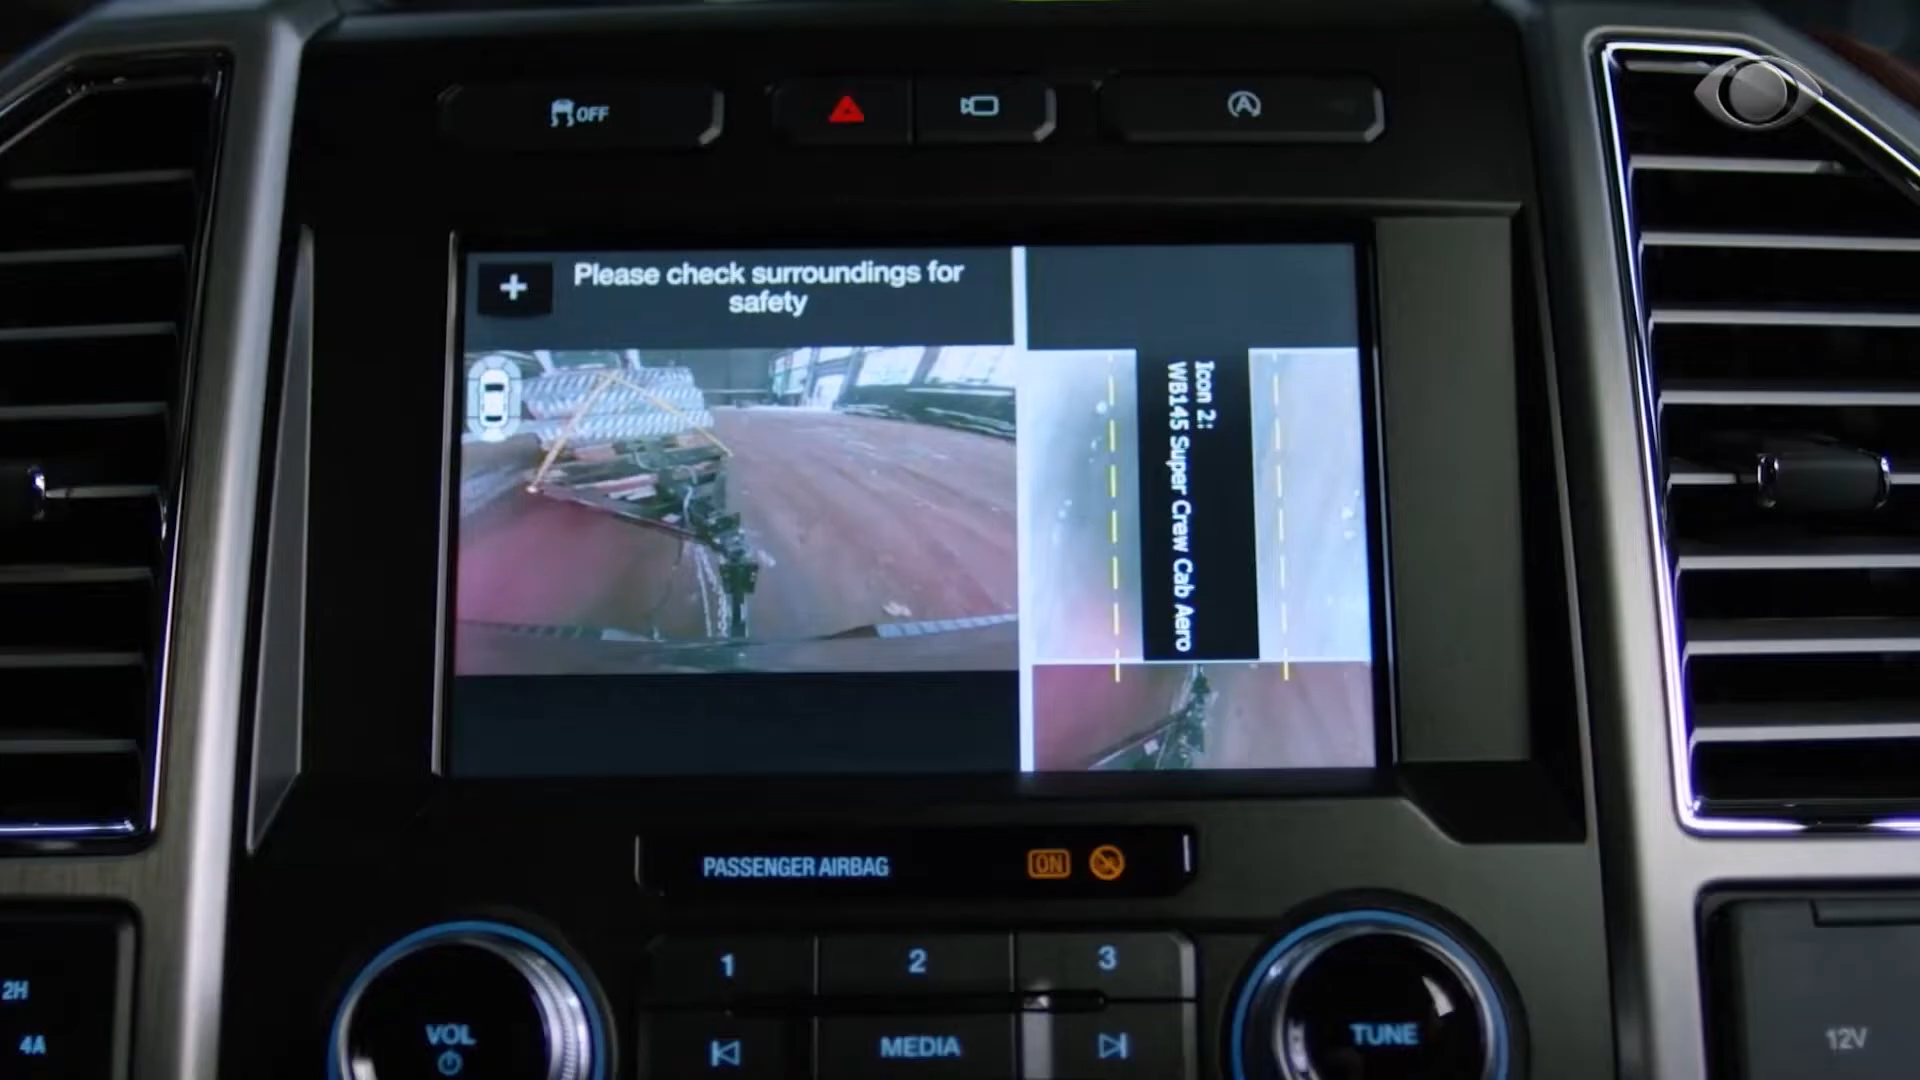 OFF
Please check surroundings for
safety
Icon 2:
WB145 Super Crew Cab Aero
PASSENGER AIRBAG
ON
1
2
3
2H
4A
VOL
MEDIA
TUNE
12V
A